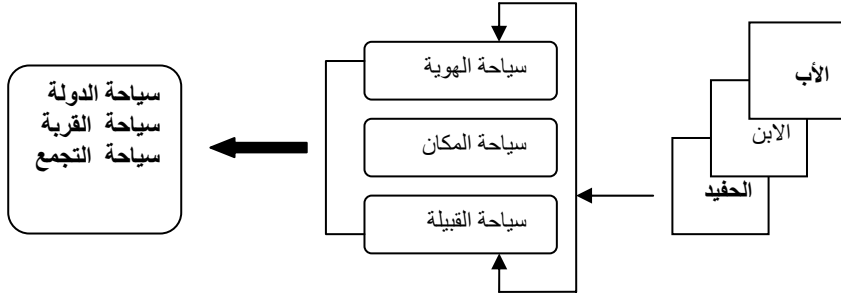 الأب
الابن
الحفيد
سياحة الهوية
سياحة المكان
سياحة القبيلة
سياحة الدولة
سياحة القربة
سياحة التجمع